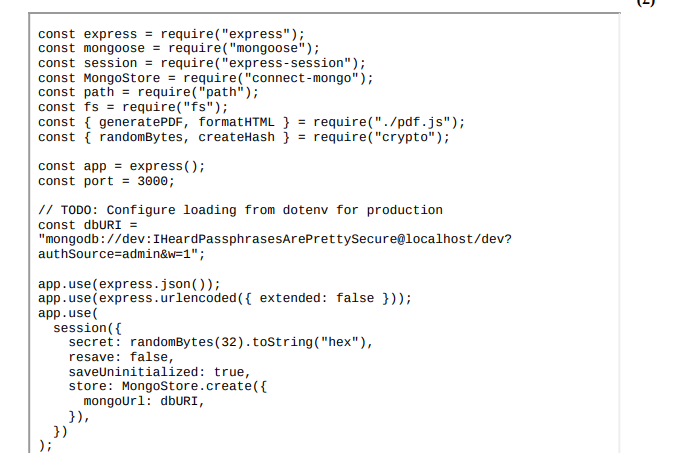 const express = require("express");
const mongoose = require("mongoose");
const session = require("express-session");
const MongoStore = require("connect-mongo");
const path = require("path");
const fs = require("fs");
const { generatePDF, formatHTML } = require("./pdf.js");
const { randomBytes, createHash } = require("crypto");

const app = express();
const port = 3000;

// TODO: Configure loading from dotenv for production
const dbURI =
"mongodb://dev:IHeardPassphrasesArePrettySecure@localhost/dev?
authSource=admin&w=1";

app.use(express.json());
app.use(express.urlencoded({ extended: false }));
app.use(
  session({
    secret: randomBytes(32).toString("hex"),
    resave: false,
    saveUninitialized: true,
    store: MongoStore.create({
      mongoUrl: dbURI,
    }),
  })
);